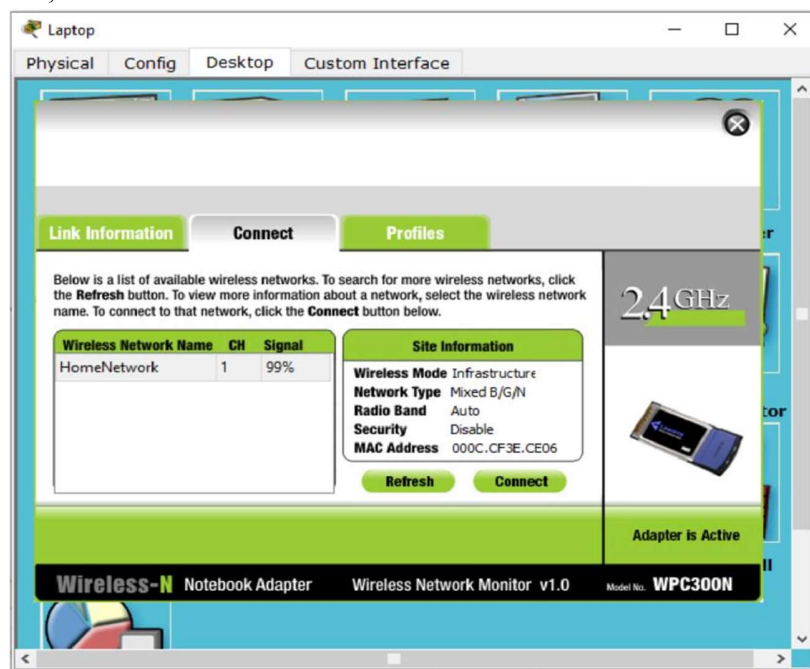 Laptop
Physical Config Desktop Custom Interface
Link Information Connect Profiles
Below is a list of available wireless networks. To search for more wireless networks, click
the Refresh button. To view more information about a network, select the wireless network
name. To connect to that network, click the Connect button below.
2.4GHz
Wireless Network Name CH Signal
HomeNetwork 1 99%
Site Information
Wireless Mode Infrastructure
Network Type Mixed B/G/N
Radio Band Auto
Security Disable
MAC Address 000C.CF3E.CE06
Refresh Connect
Adapter is Active
Wireless-N Notebook Adapter Wireless Network Monitor v1.0 Model No. WPC300N